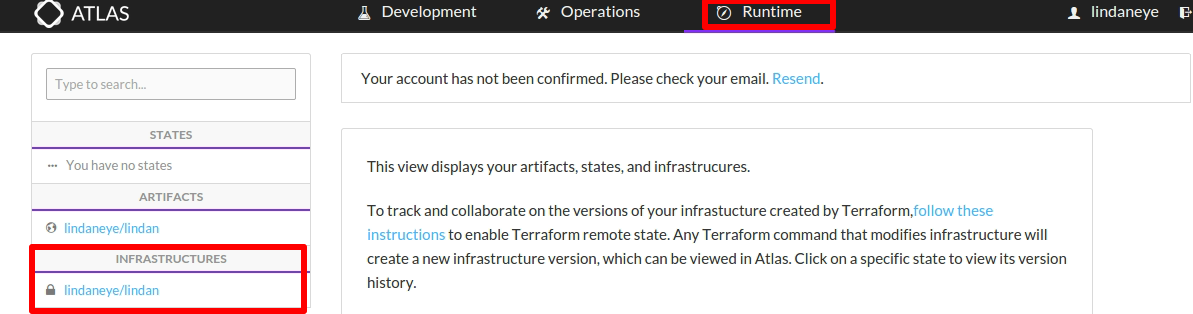 ATLAS Development Operations Runtime lindaneye
Type to search...
STATES
You have no states
ARTIFACTS
lindaneye/lindan
INFRASTRUCTURES
lindaneye/lindan
Your account has not been confirmed. Please check your email. Resend.
This view displays your artifacts, states, and infrastrucures.
To track and collaborate on the versions of your infrastucture created by Terraform,follow these
instructions to enable Terraform remote state. Any Terraform command that modifies infrastructure will
create a new infrastructure version, which can be viewed in Atlas. Click on a specific state to view its version
history.